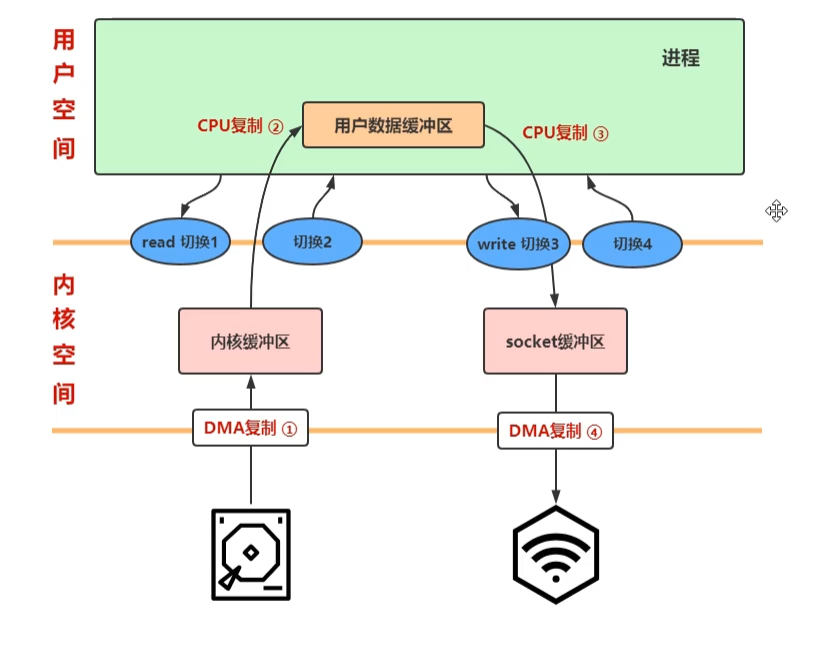 用户空间
进程
CPU复制 ②
用户数据缓冲区
CPU复制 ③
read 切换1
切换2
write 切换3
切换4
内核空间
内核缓冲区
socket缓冲区
DMA复制 ①
DMA复制 ④